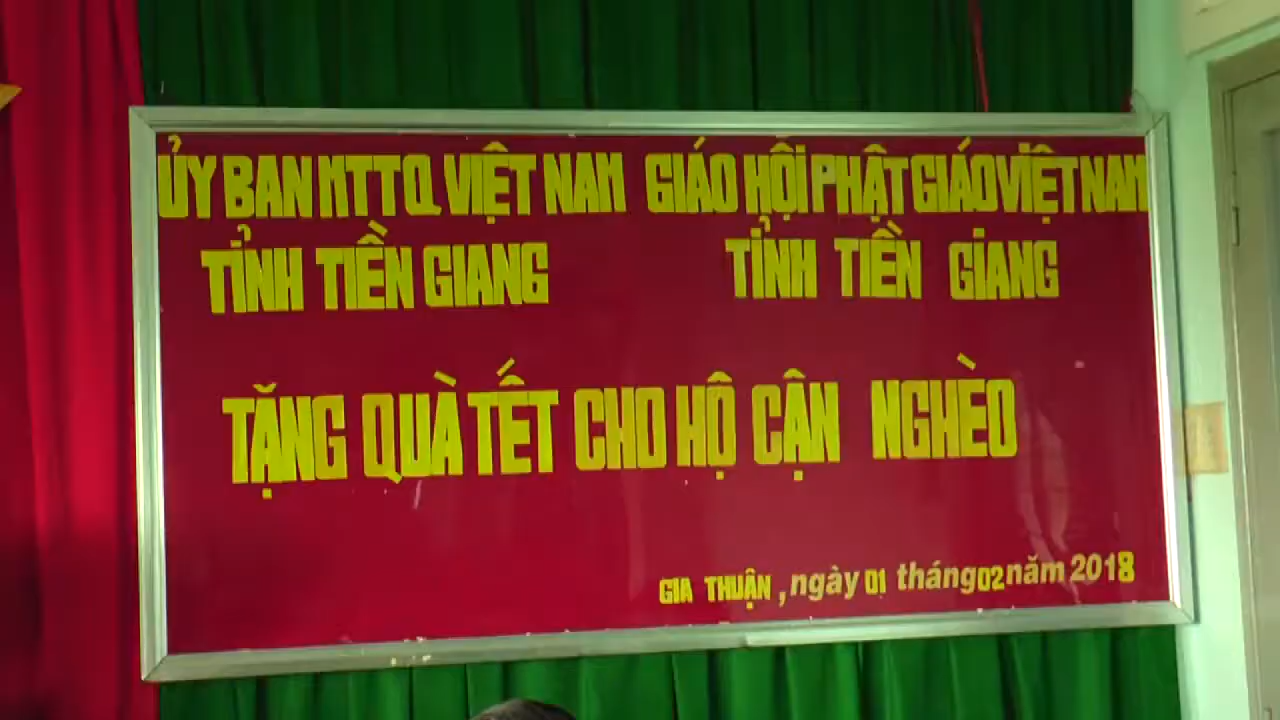 ỦY BAN MTTQ VIỆT NAM GIÁO HỘI PHẬT GIÁO VIỆT NAM
TỈNH TIỀN GIANG TỈNH TIỀN GIANG
TẶNG QUÀ TẾT CHO HỘ CẬN NGHÈO
GIA THUẬN, ngày 01 tháng 02 năm 2018